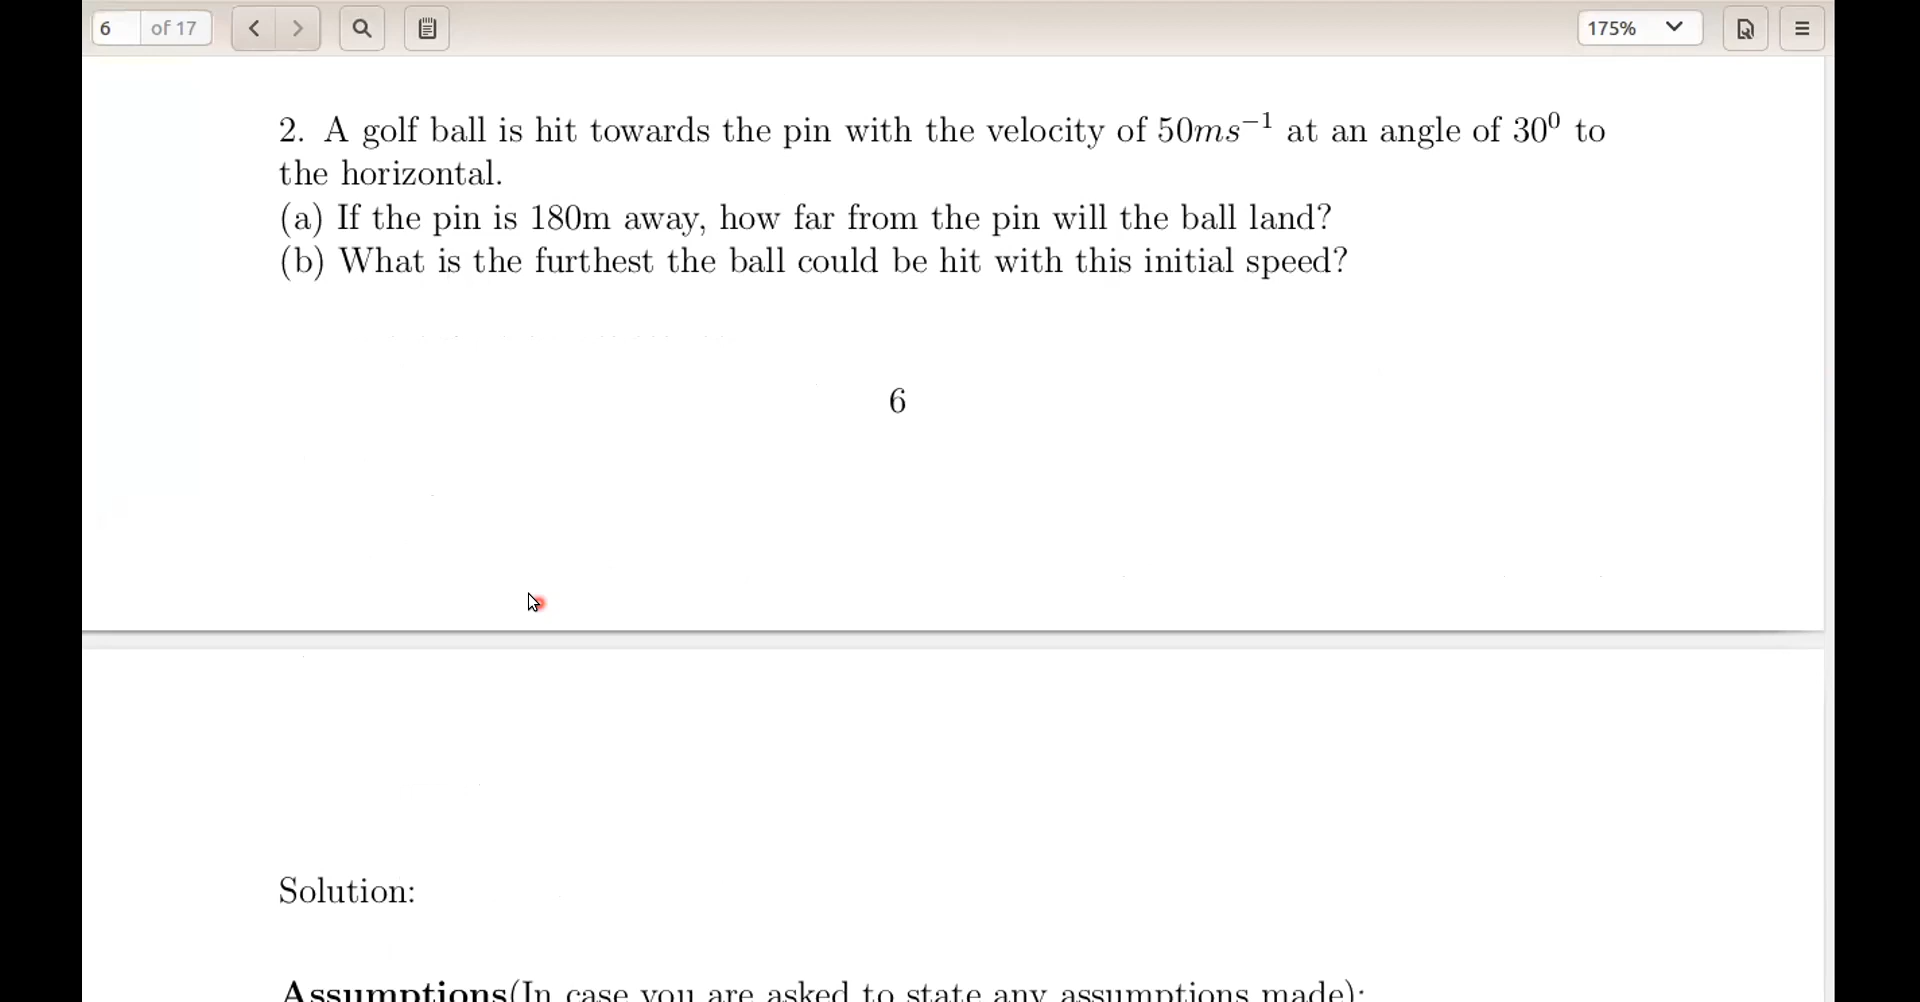 6 of 17 175%
2. A golf ball is hit towards the pin with the velocity of 50ms⁻¹ at an angle of 30⁰ to
the horizontal.
(a) If the pin is 180m away, how far from the pin will the ball land?
(b) What is the furthest the ball could be hit with this initial speed?
6
Solution:
Assumptions(In case you are asked to state any assumptions made):